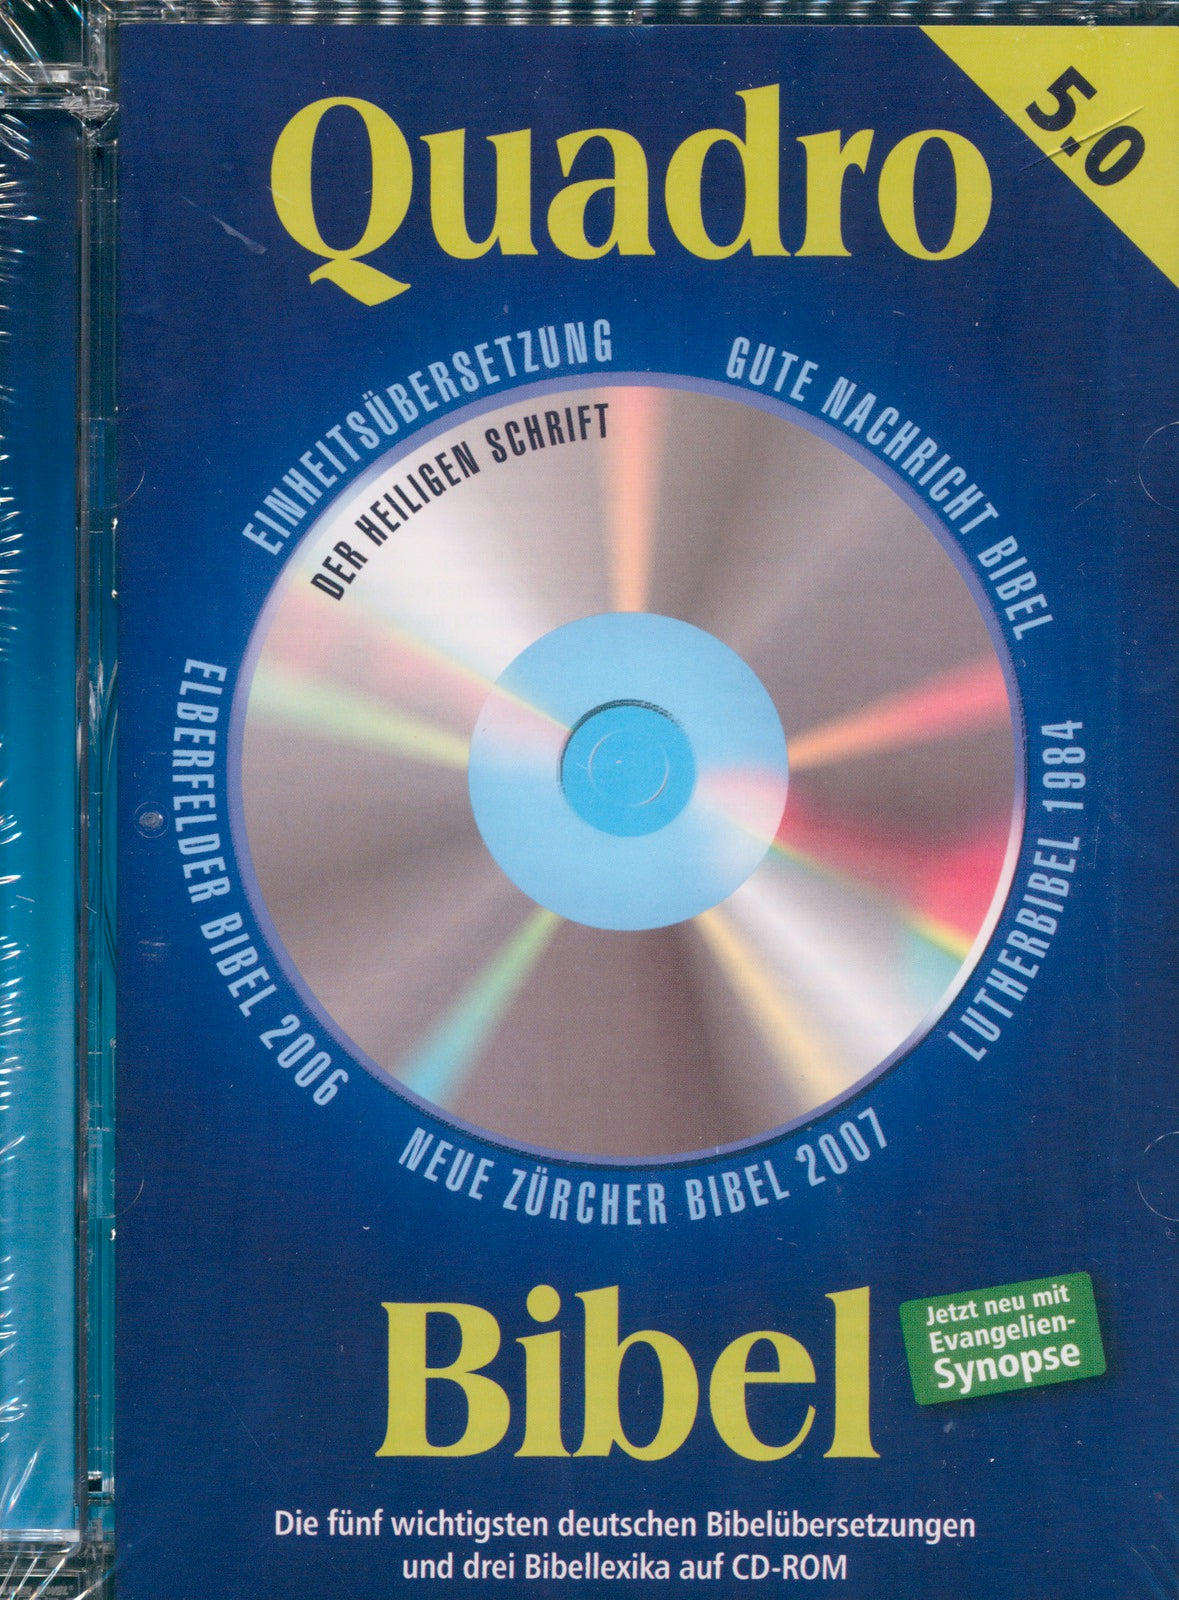 Quadro
5.0
EINHEITSÜBERSETZUNG
DER HEILIGEN SCHRIFT
GUTE NACHRICHT BIBEL
LUTHERBIBEL 1984
NEUE ZÜRCHER BIBEL 2007
ELBERFELDER BIBEL 2006
Bibel
Jetzt neu mit
Evangelien-
Synopse
Die fünf wichtigsten deutschen Bibelübersetzungen
und drei Bibellexika auf CD-ROM